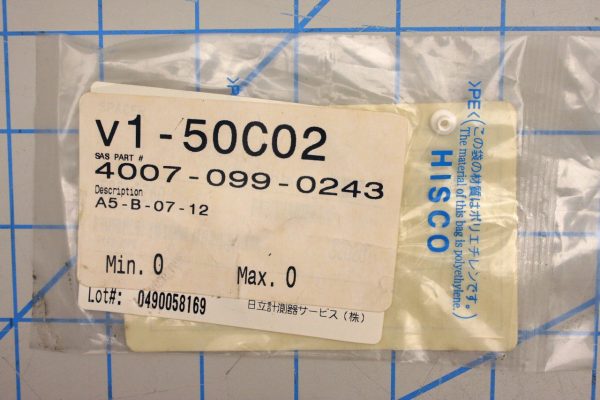 V1-50C02
SAS PART #
4007-099-0243
Description
A5-B-07-12
Min. 0
Max. 0
Lot#: 0490058169
日立計測器サービス(株)
>PE<
(この袋の材質はポリエチレンです。
The material of this bag is polyethylene.)
HISCO